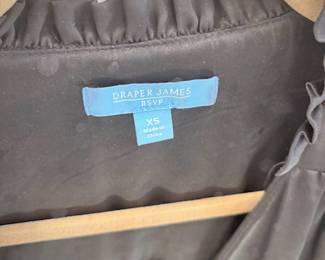 DRAPER JAMES
RSVP
XS
Made in
China